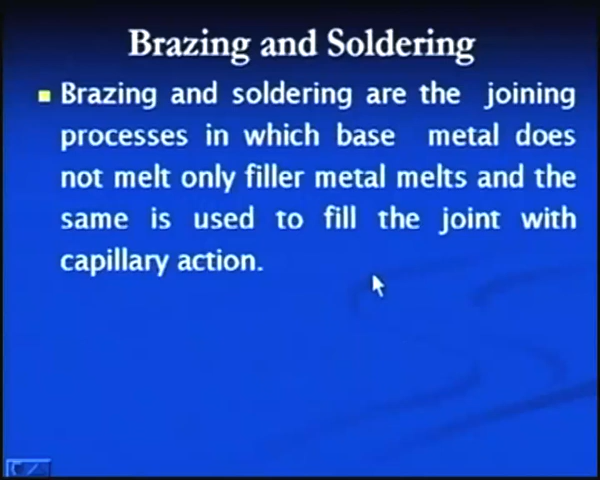 Brazing and Soldering
Brazing and soldering are the joining
processes in which base metal does
not melt only filler metal melts and the
same is used to fill the joint with
capillary action.